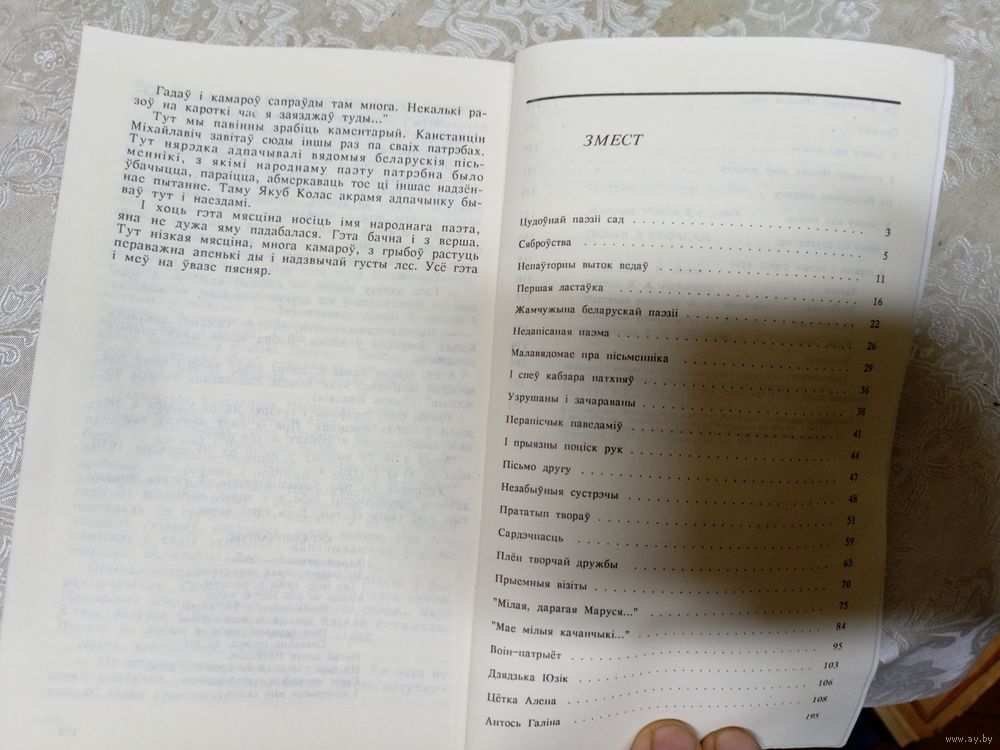 Гадаў і камароў сапраўды там многа. Некалькі ра-
зоў на кароткі час я заязджаў туды..."
Тут мы павінны зрабіць каментарый. Канстанцін
Міхайлавіч завітаў сюды іншы раз па сваіх патрэбах.
Тут нярэдка адпачывалі вядомыя беларускія пісь-
меннікі, з якімі народнаму паэту патрэбна было
ўбачыцца, параіцца, абмеркаваць тое ці іншае надзён-
нае пытанне. Таму Якуб Колас акрамя адпачынку бы-
ваў тут і наездамі.
І хоць гэта мясціна носіць імя народнага паэта,
яна не дужа яму падабалася. Гэта бачна і з верша.
Тут нізкая мясціна, многа камароў, з грыбоў растуць
пераважна апенькі ды і надзвычай густы лес. Усё гэта
і меў на ўвазе пясняр.
ЗМЕСТ
Цудоўнай паэзіі сад 3
Сяброўства 5
Непаўторны выток ведаў 11
Першая ластаўка 16
Жамчужына беларускай паэзіі 22
Недапісаная паэма 26
Малавядомае пра пісьменніка 29
І спеў кабзара натхняў 36
Узрушаны і зачараваны 38
Перапісчык паведаміў 41
І прыязны поціск рук 44
Пісьмо другу 47
Незабыўныя сустрэчы 48
Прататып твораў 51
Сардэчнасць 59
Плён творчай дружбы 63
Прыемныя візіты 70
"Мілая, дарагая Маруся..." 75
"Мае мілыя качанчыкі..." 84
Воін-патрыёт 95
Дзядзька Юзік 103
Цётка Алена 106
Антось Галіна 108
195
www.ay.by